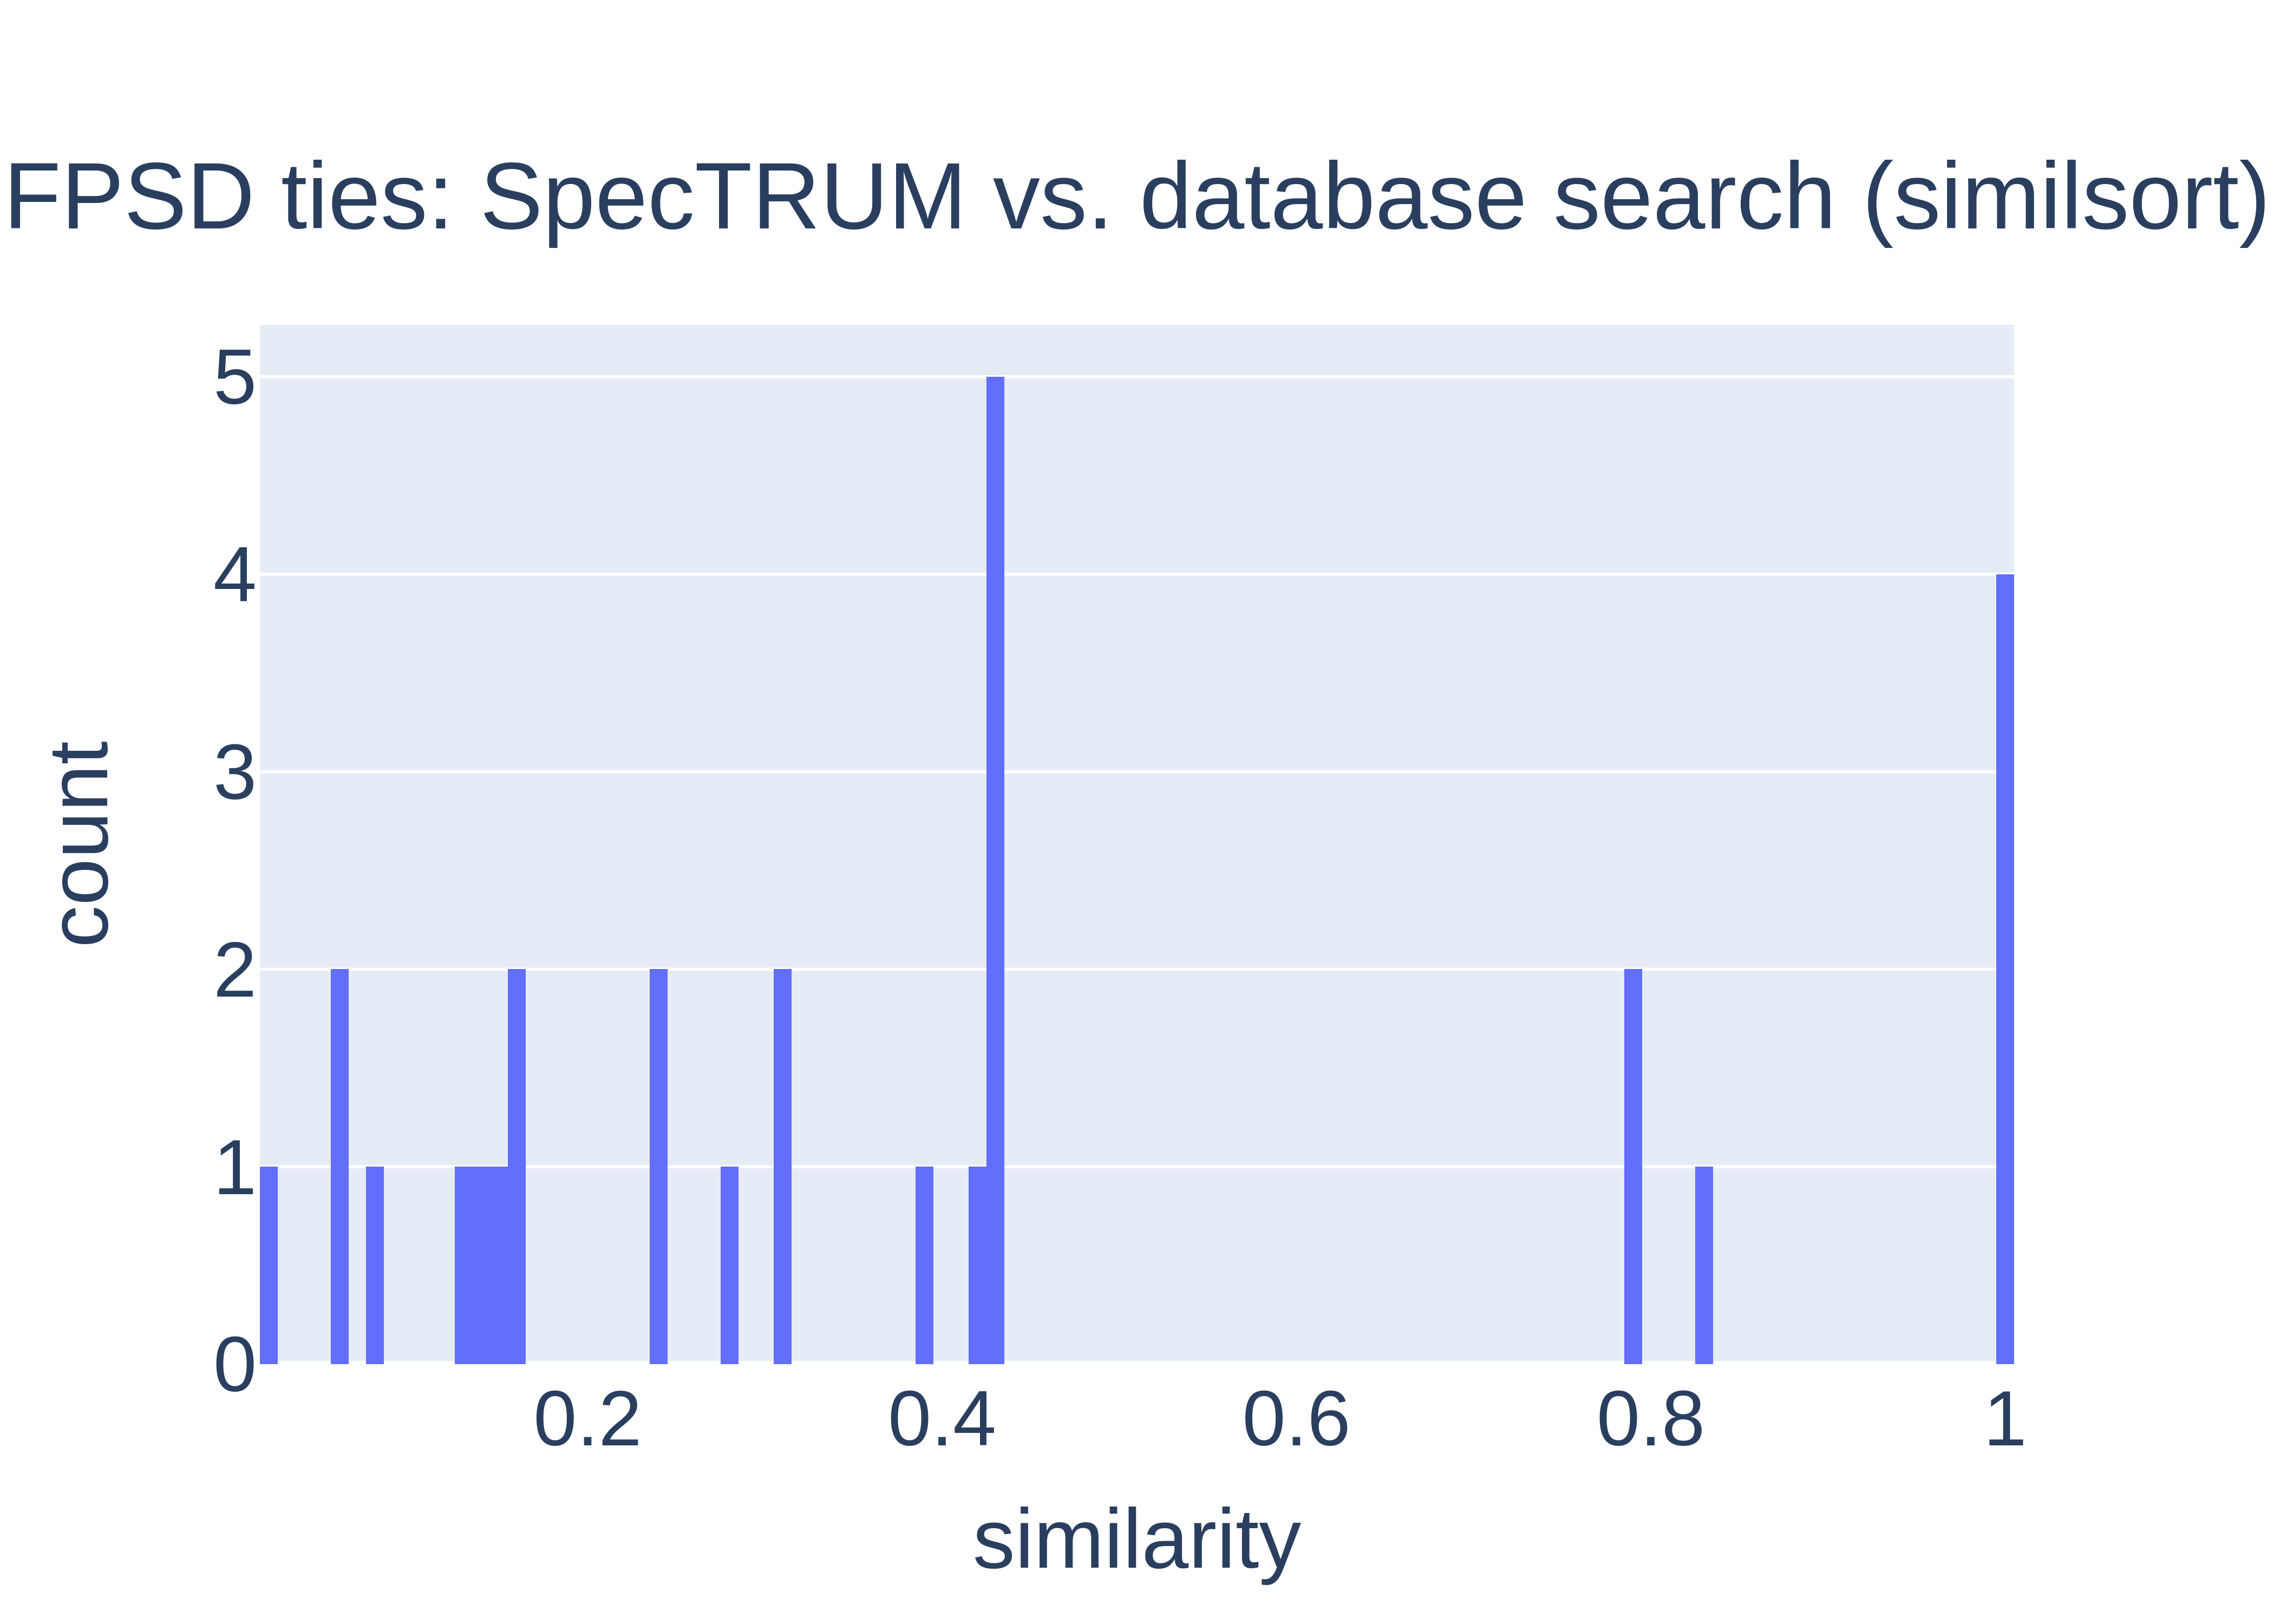 FPSD ties: SpecTRUM vs. database search (similsort)
5
4
3
2
1
0
count
0.2 0.4 0.6 0.8 1
similarity